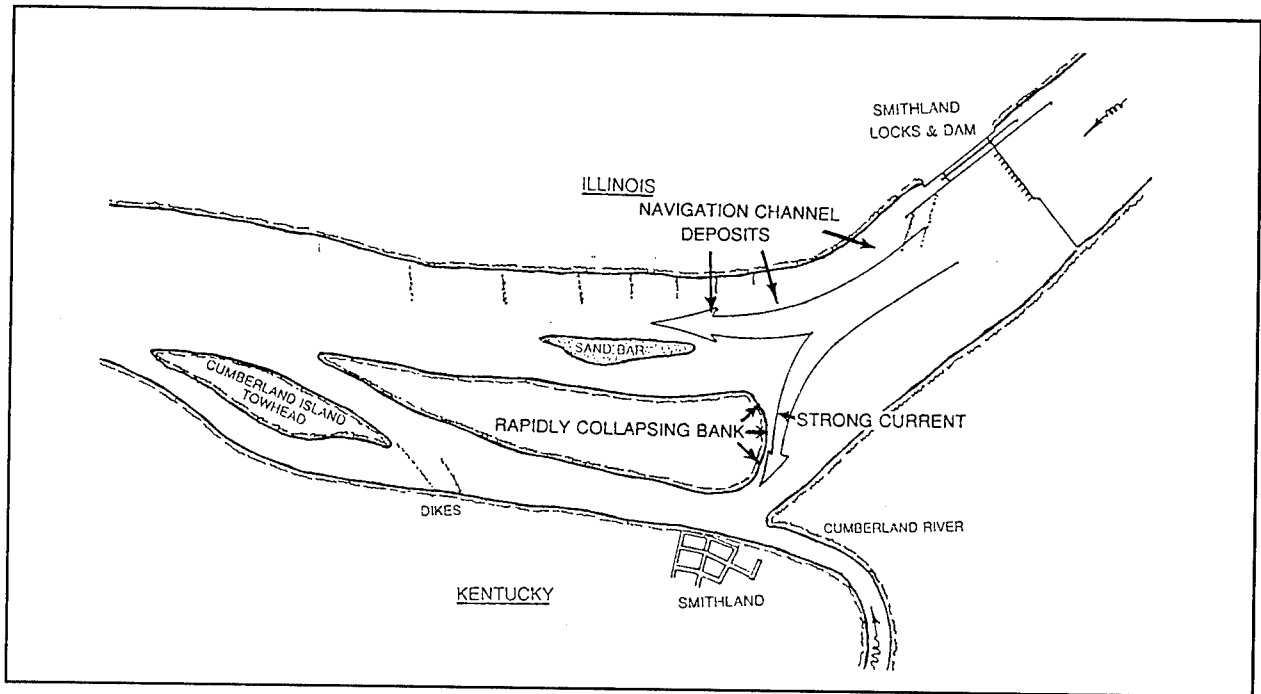 SMITHLAND
LOCKS & DAM
ILLINOIS
NAVIGATION CHANNEL
DEPOSITS
SAND BAR
CUMBERLAND ISLAND
TOWHEAD
RAPIDLY COLLAPSING BANK
STRONG CURRENT
DIKES
CUMBERLAND RIVER
KENTUCKY
SMITHLAND